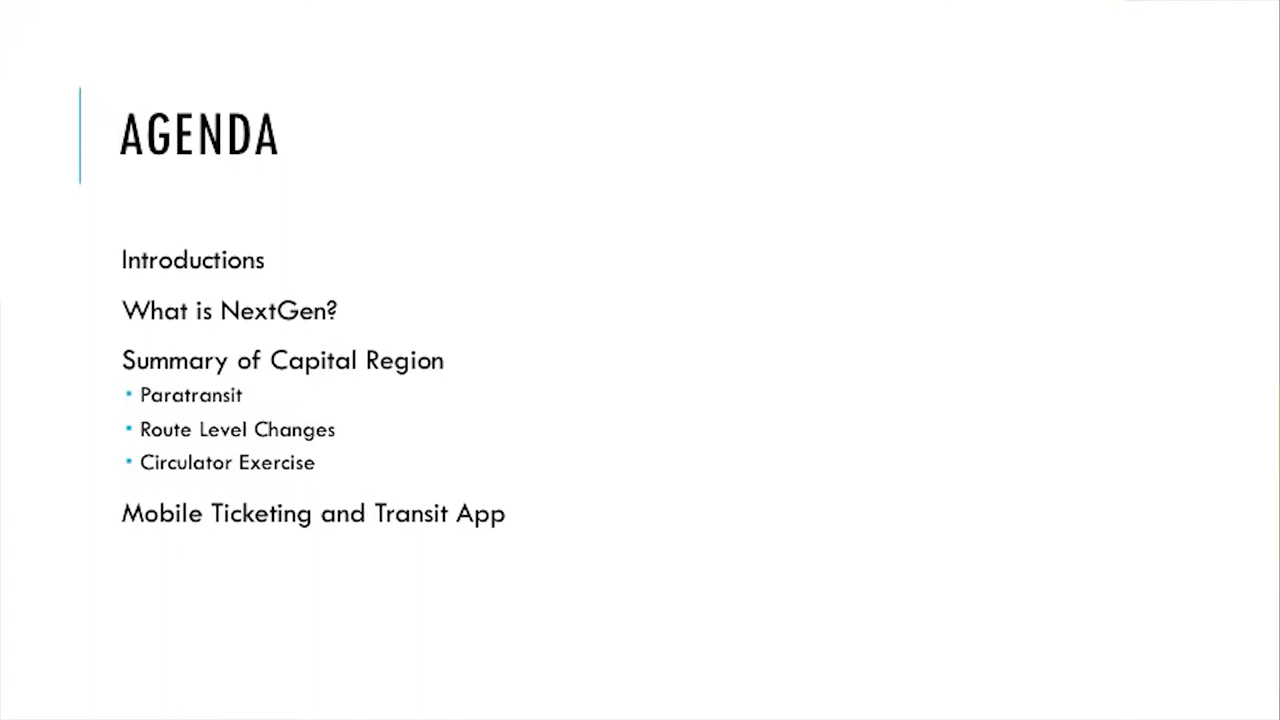 AGENDA
Introductions
What is NextGen?
Summary of Capital Region
• Paratransit
• Route Level Changes
• Circulator Exercise
Mobile Ticketing and Transit App